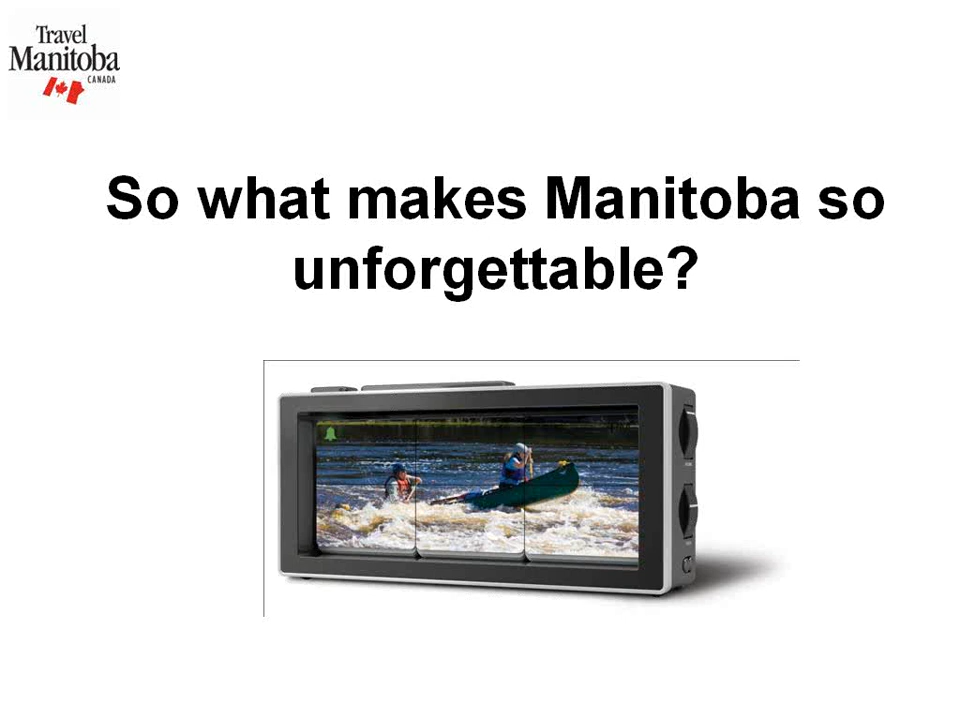 Travel
Manitoba
CANADA
So what makes Manitoba so
unforgettable?